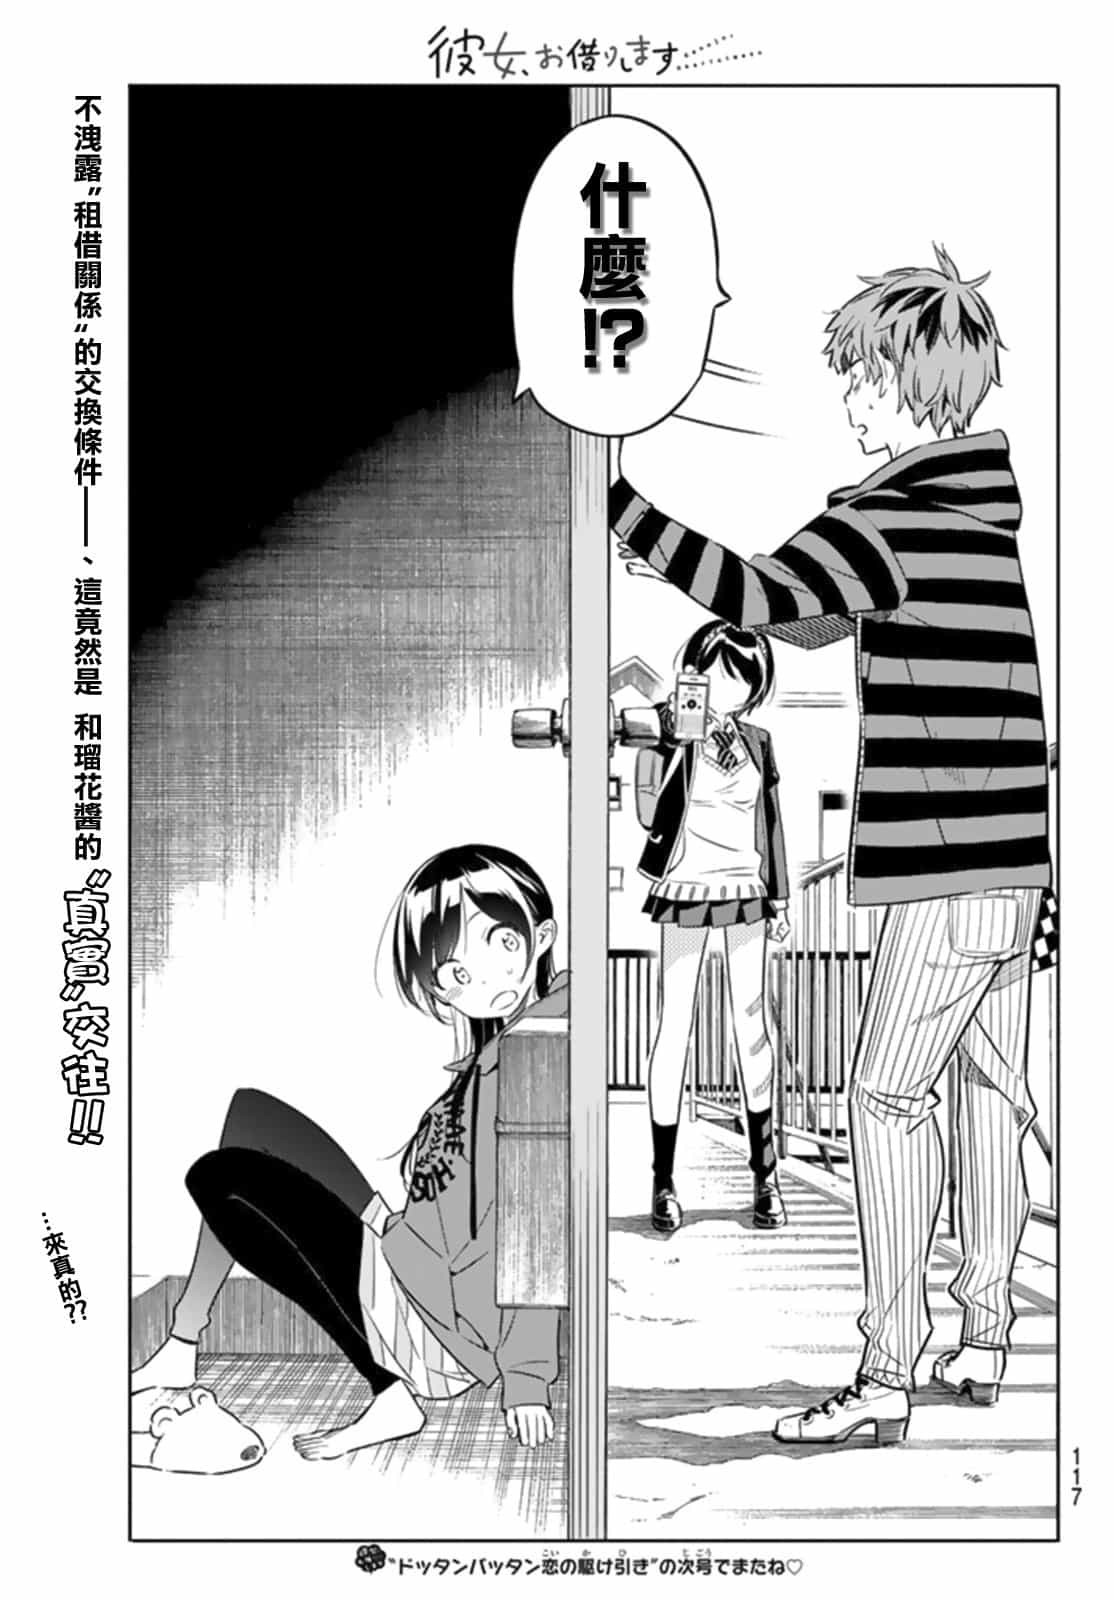 彼女、お借りします
什麼!?
不洩露"租借關係"的交換條件——、這竟然是 和瑠花醬的"真實"交往!!
…來真的??
117
"ドッタンバッタン恋の駆け引き"の次号でまたね♡